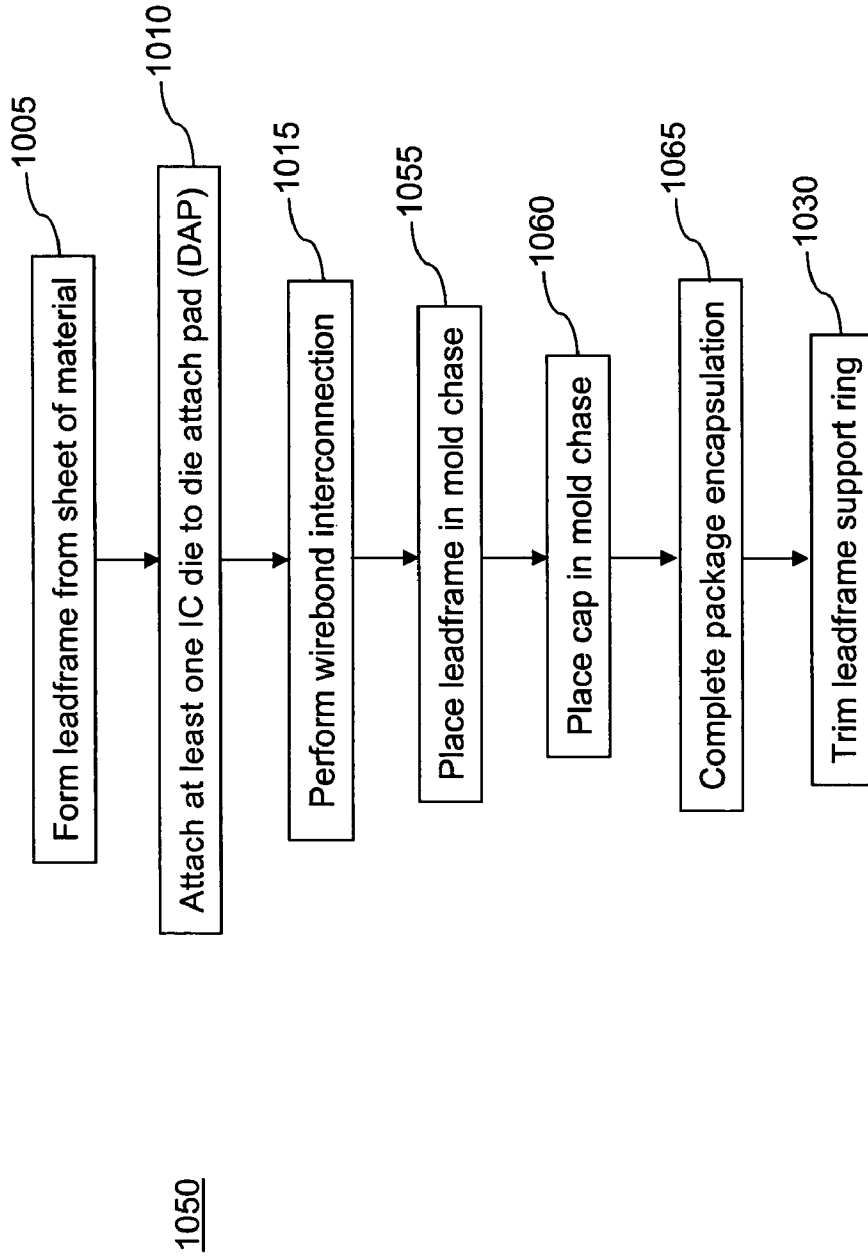 1050
Form leadframe from sheet of material
1005
Attach at least one IC die to die attach pad (DAP)
1010
Perform wirebond interconnection
1015
Place leadframe in mold chase
1055
Place cap in mold chase
1060
Complete package encapsulation
1065
Trim leadframe support ring
1030